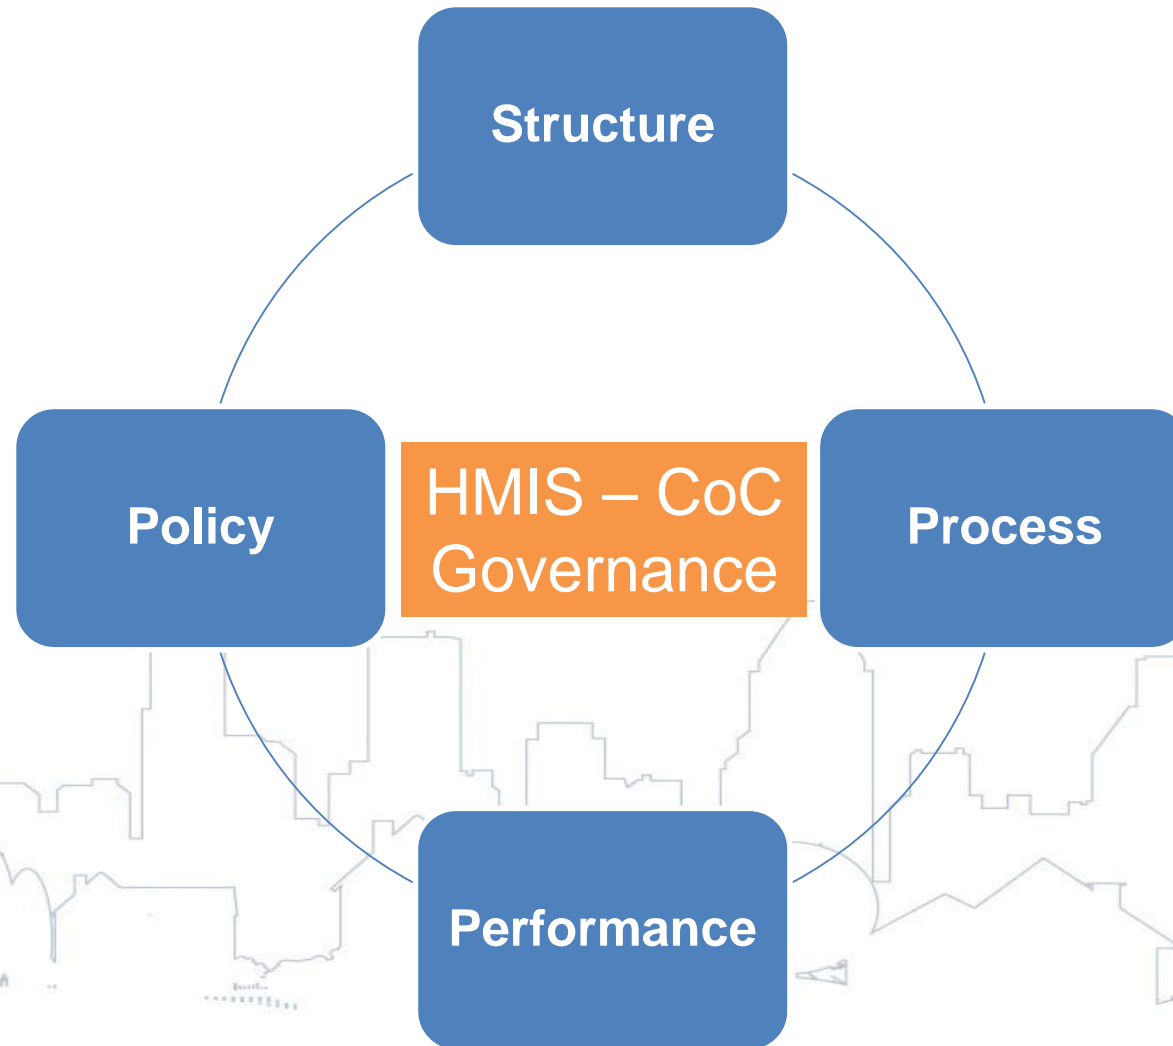 Structure
Policy
HMIS – CoC
Governance
Process
Performance